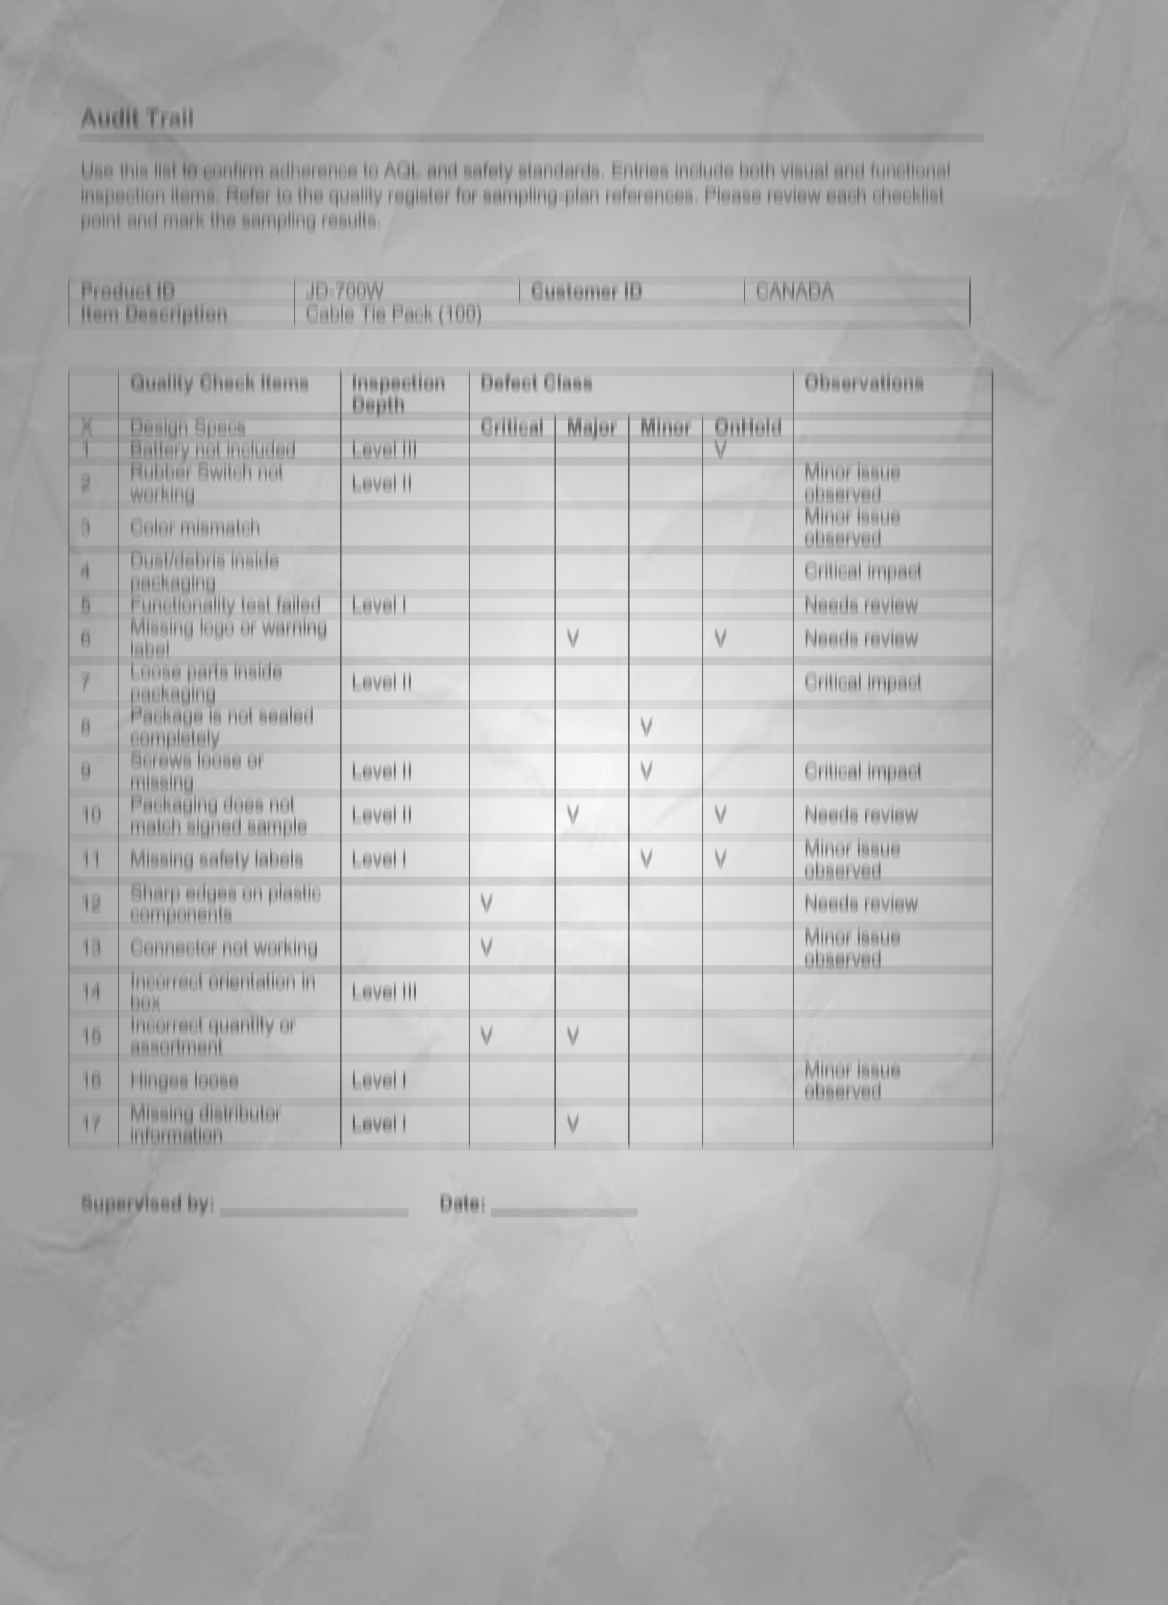 Audit Trail
Use this list to confirm adherence to AQL and safety standards. Entries include both visual and functional
inspection items. Refer to the quality register for sampling-plan references. Please review each checklist
point and mark the sampling results.
Product ID JD-700W Customer ID CANADA
Item Description Cable Tie Pack (100)
Quality Check Items Inspection Depth Defect Class Observations
X Design Specs Critical Major Minor OnHold
1 Battery not included Level III V
2 Rubber Switch not working Level II Minor issue observed
3 Color mismatch Minor issue observed
4 Dust/debris inside packaging Critical impact
5 Functionality test failed Level I Needs review
6 Missing logo or warning label V V Needs review
7 Loose parts inside packaging Level II Critical impact
8 Package is not sealed completely V
9 Screws loose or missing Level II V Critical impact
10 Packaging does not match signed sample Level II V V Needs review
11 Missing safety labels Level I V V Minor issue observed
12 Sharp edges on plastic components V Needs review
13 Connector not working V Minor issue observed
14 Incorrect orientation in box Level III
15 Incorrect quantity or assortment V V
16 Hinges loose Level I Minor issue observed
17 Missing distributor information Level I V
Supervised by: Date: